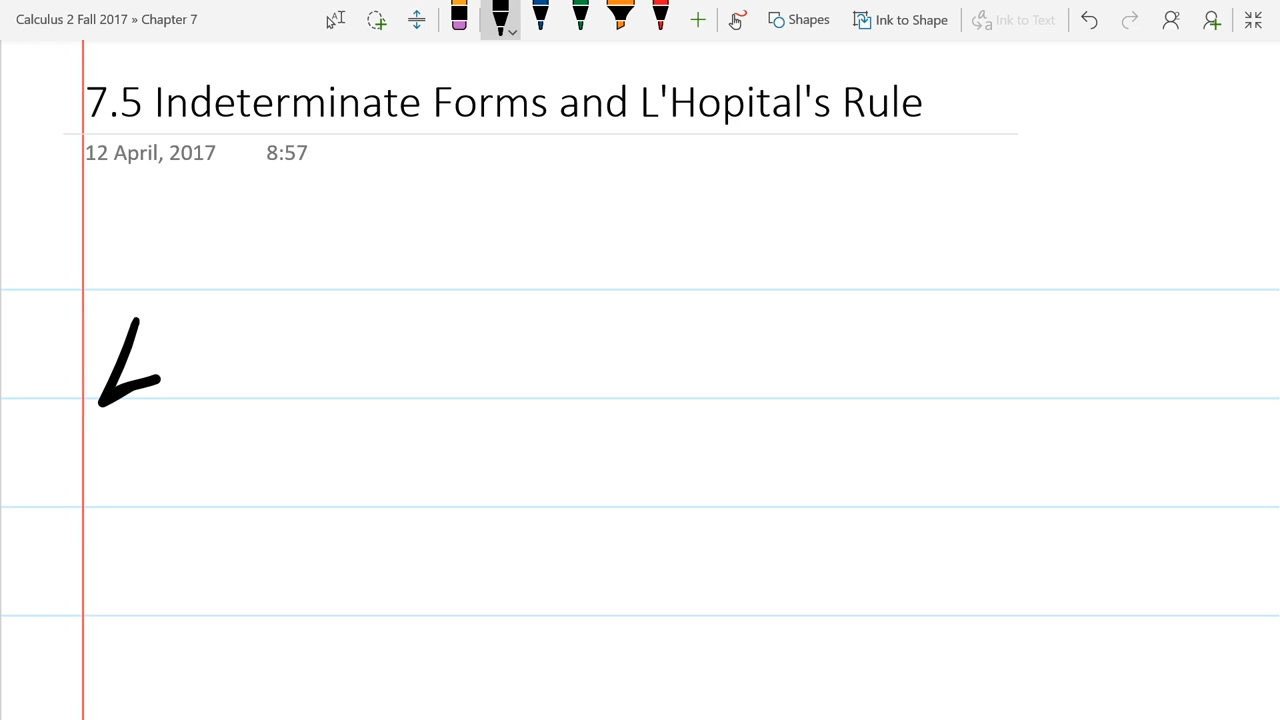 Calculus 2 Fall 2017 » Chapter 7
Shapes
Ink to Shape
Ink to Text
7.5 Indeterminate Forms and L'Hopital's Rule
12 April, 2017 8:57
L